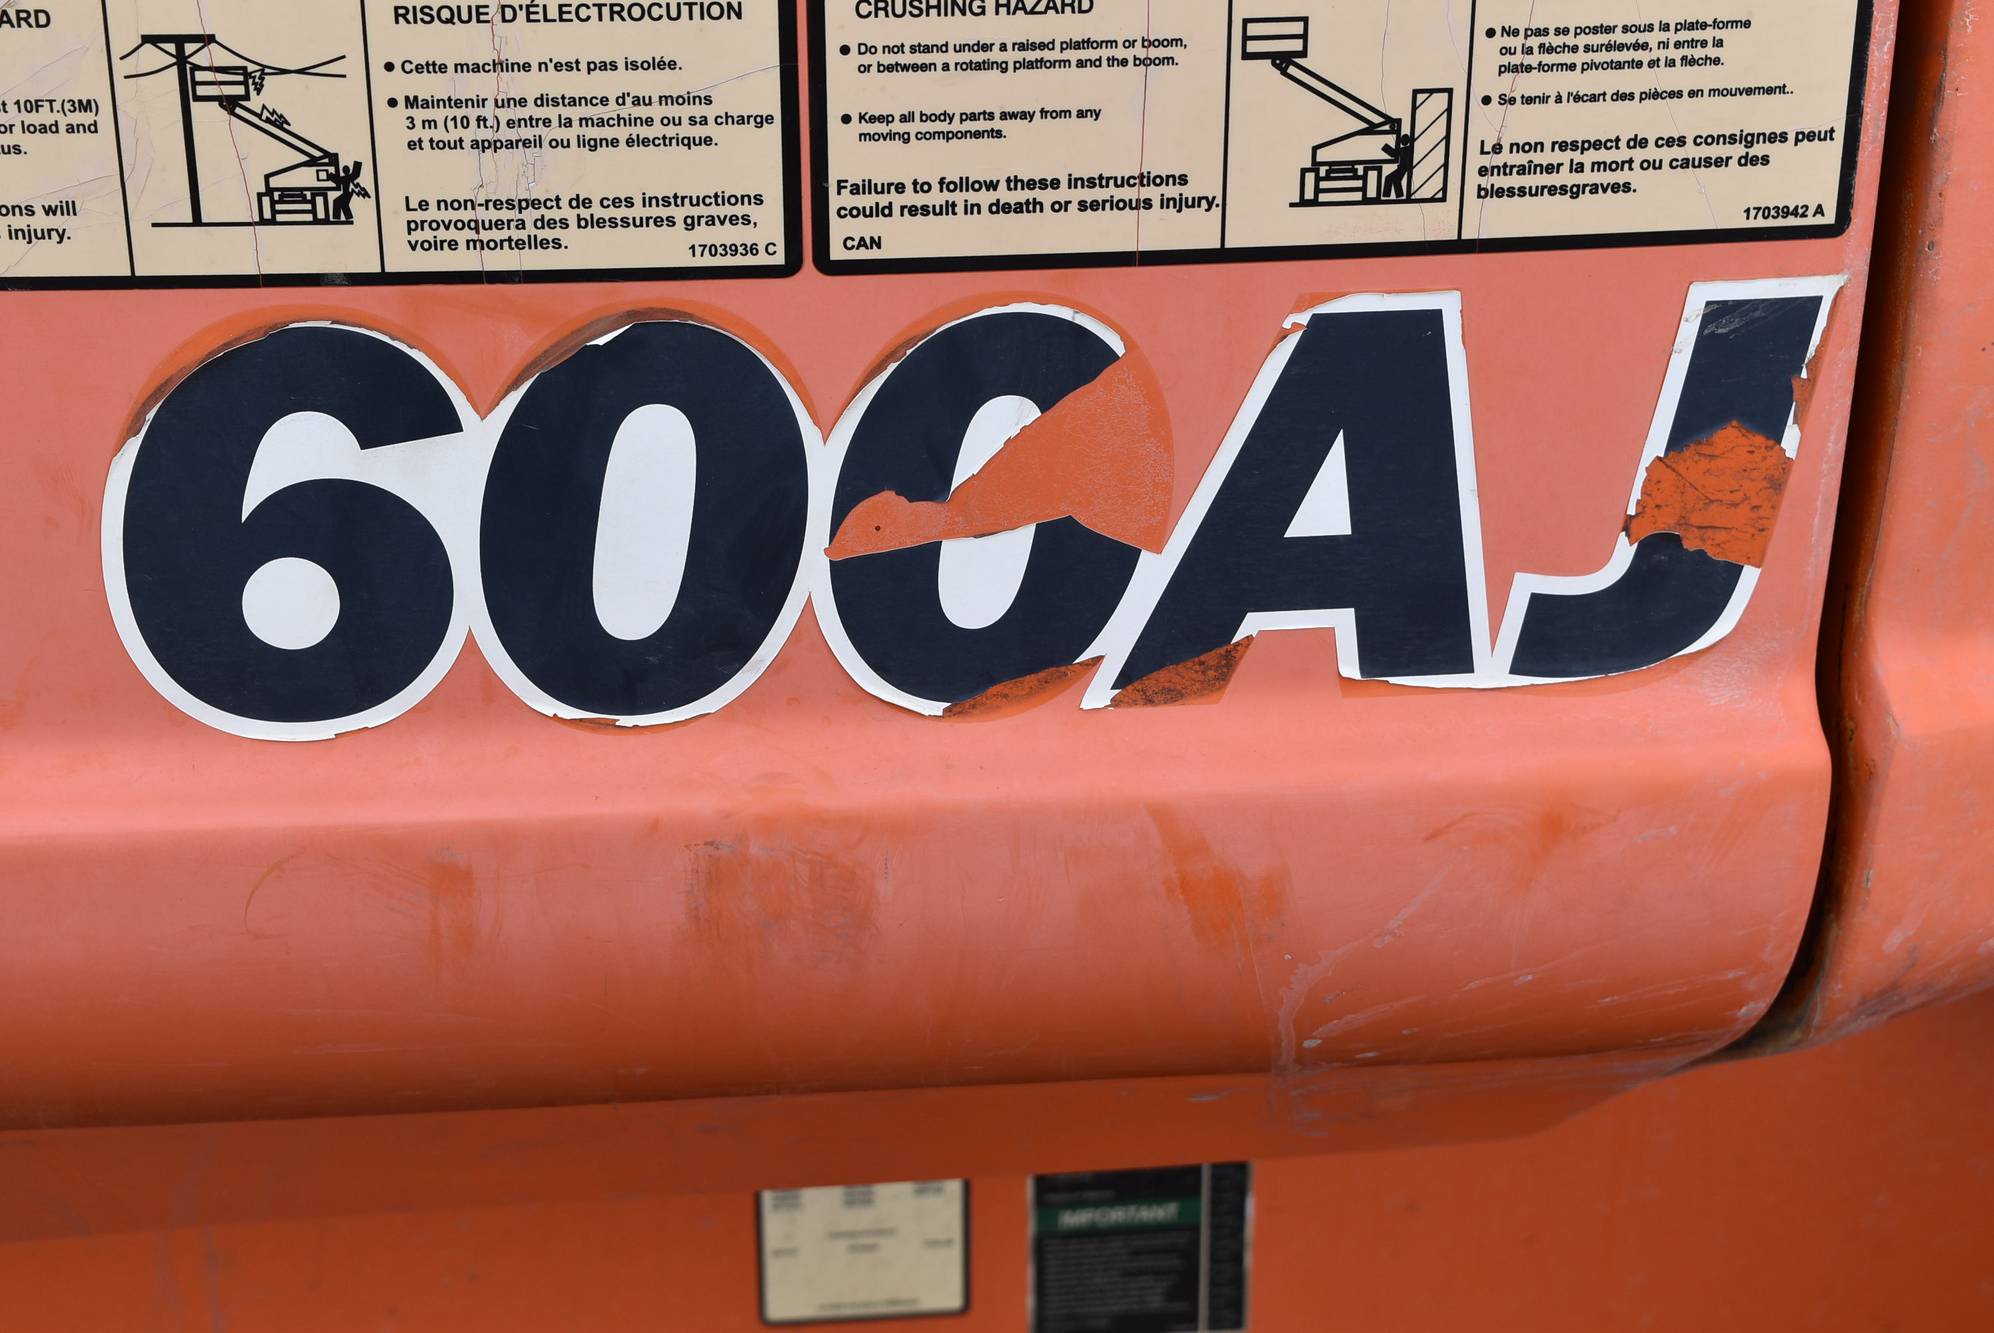 ARD
t 10FT.(3M)
or load and
us.
ons will
injury.
RISQUE D'ÉLECTROCUTION
● Cette machine n'est pas isolée.
● Maintenir une distance d'au moins
3 m (10 ft.) entre la machine ou sa charge
et tout appareil ou ligne électrique.
Le non-respect de ces instructions
provoquera des blessures graves,
voire mortelles.
1703936 C
CRUSHING HAZARD
● Do not stand under a raised platform or boom,
or between a rotating platform and the boom.
● Keep all body parts away from any
moving components.
Failure to follow these instructions
could result in death or serious injury.
CAN
● Ne pas se poster sous la plate-forme
ou la flèche surélevée, ni entre la
plate-forme pivotante et la flèche.
● Se tenir à l'écart des pièces en mouvement..
Le non respect de ces consignes peut
entraîner la mort ou causer des
blessuresgraves.
1703942 A
600AJ
IMPORTANT